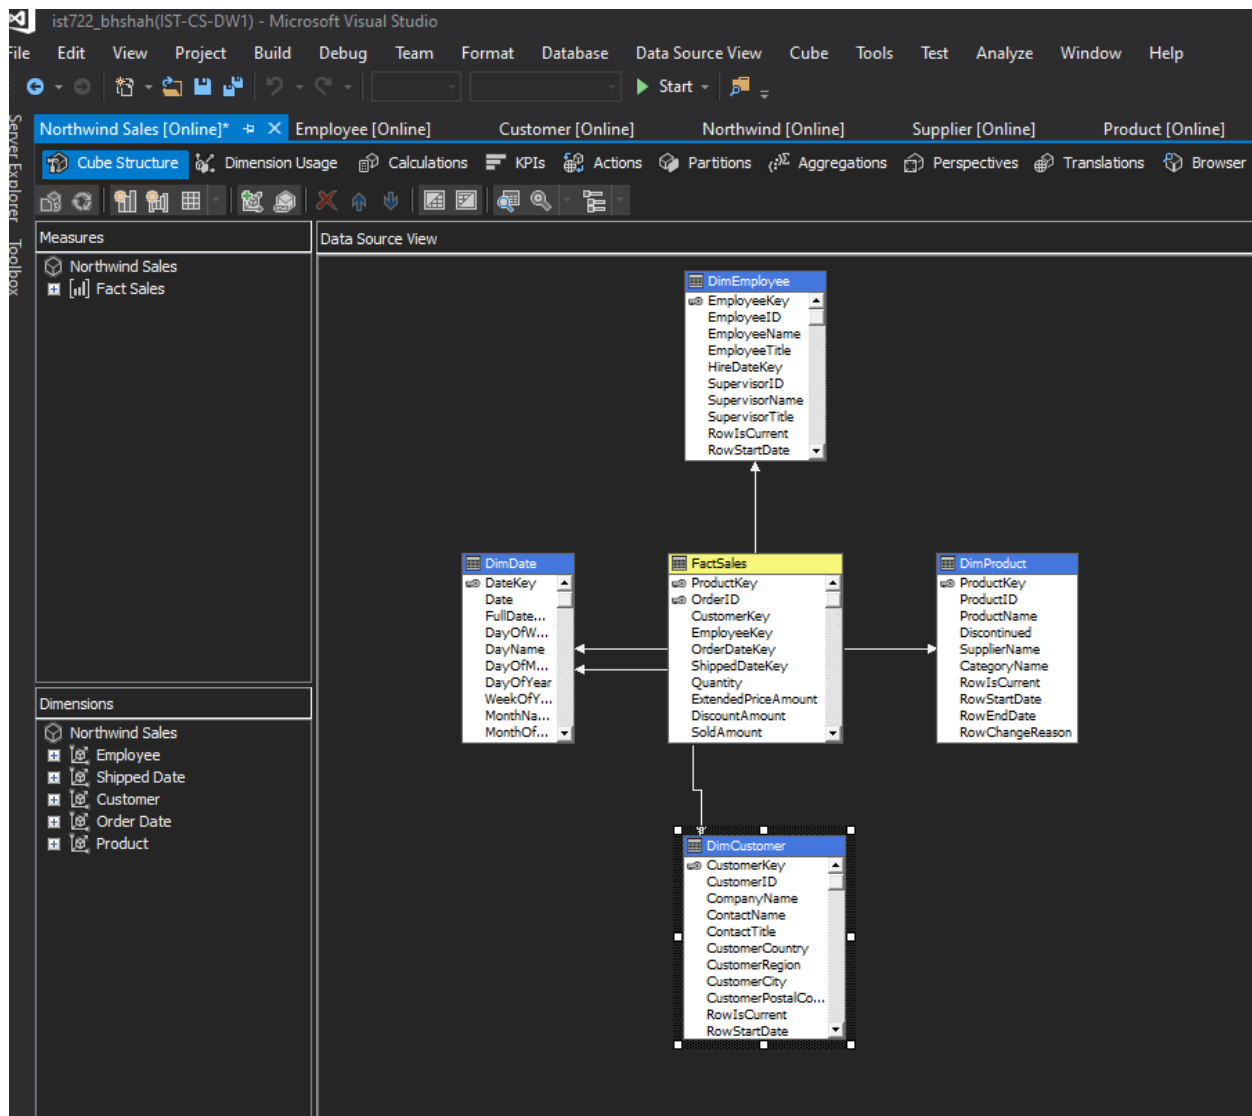 ist722_bhshah(IST-CS-DW1) - Microsoft Visual Studio
File Edit View Project Build Debug Team Format Database Data Source View Cube Tools Test Analyze Window Help
Start
Northwind Sales [Online]* Employee [Online] Customer [Online] Northwind [Online] Supplier [Online] Product [Online]
Cube Structure Dimension Usage Calculations KPIs Actions Partitions Aggregations Perspectives Translations Browser
Server Explorer
Toolbox
Measures
Northwind Sales
Fact Sales
Dimensions
Northwind Sales
Employee
Shipped Date
Customer
Order Date
Product
Data Source View
DimEmployee
EmployeeKey
EmployeeID
EmployeeName
EmployeeTitle
HireDateKey
SupervisorID
SupervisorName
SupervisorTitle
RowIsCurrent
RowStartDate
DimDate
DateKey
Date
FullDate...
DayOfW...
DayName
DayOfM...
DayOfYear
WeekOfY...
MonthNa...
MonthOf...
FactSales
ProductKey
OrderID
CustomerKey
EmployeeKey
OrderDateKey
ShippedDateKey
Quantity
ExtendedPriceAmount
DiscountAmount
SoldAmount
DimProduct
ProductKey
ProductID
ProductName
Discontinued
SupplierName
CategoryName
RowIsCurrent
RowStartDate
RowEndDate
RowChangeReason
DimCustomer
CustomerKey
CustomerID
CompanyName
ContactName
ContactTitle
CustomerCountry
CustomerRegion
CustomerCity
CustomerPostalCo...
RowIsCurrent
RowStartDate